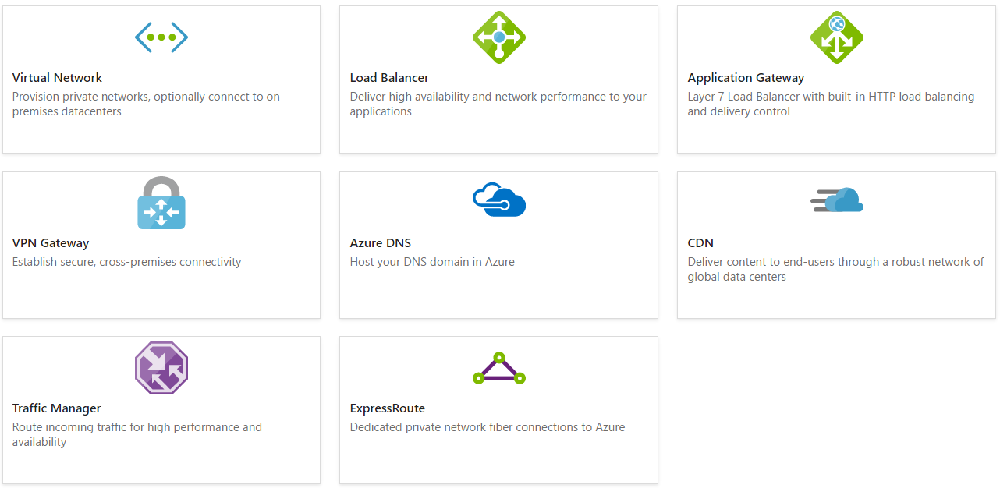 Virtual Network
Provision private networks, optionally connect to on-
premises datacenters
Load Balancer
Deliver high availability and network performance to your
applications
Application Gateway
Layer 7 Load Balancer with built-in HTTP load balancing
and delivery control
VPN Gateway
Establish secure, cross-premises connectivity
Azure DNS
Host your DNS domain in Azure
CDN
Deliver content to end-users through a robust network of
global data centers
Traffic Manager
Route incoming traffic for high performance and
availability
ExpressRoute
Dedicated private network fiber connections to Azure